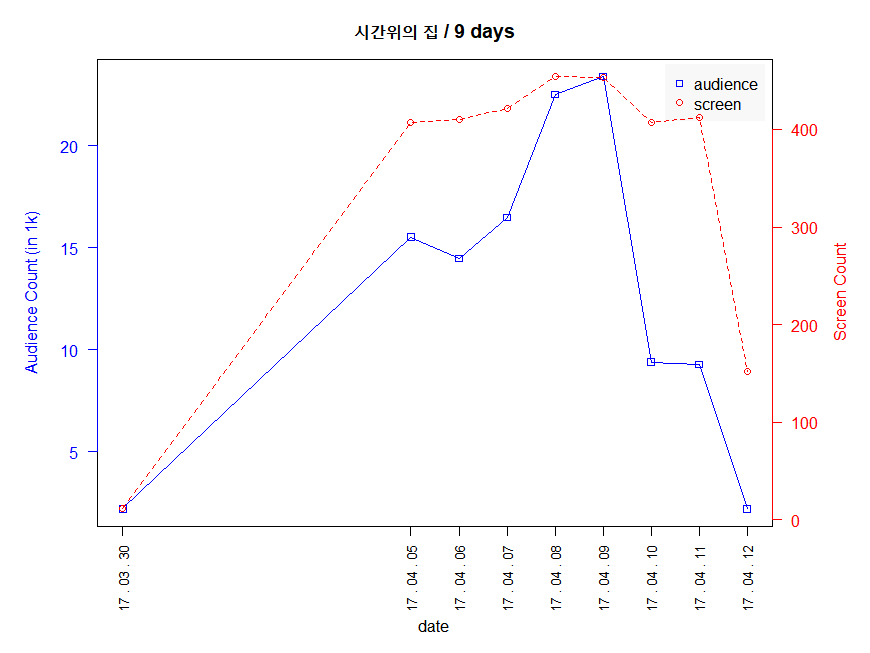 시간위의 집 / 9 days
audience
screen
Audience Count (in 1k)
20
15
10
5
Screen Count
400
300
200
100
0
17 . 03 . 30
17 . 04 . 05
17 . 04 . 06
17 . 04 . 07
17 . 04 . 08
17 . 04 . 09
17 . 04 . 10
17 . 04 . 11
17 . 04 . 12
date